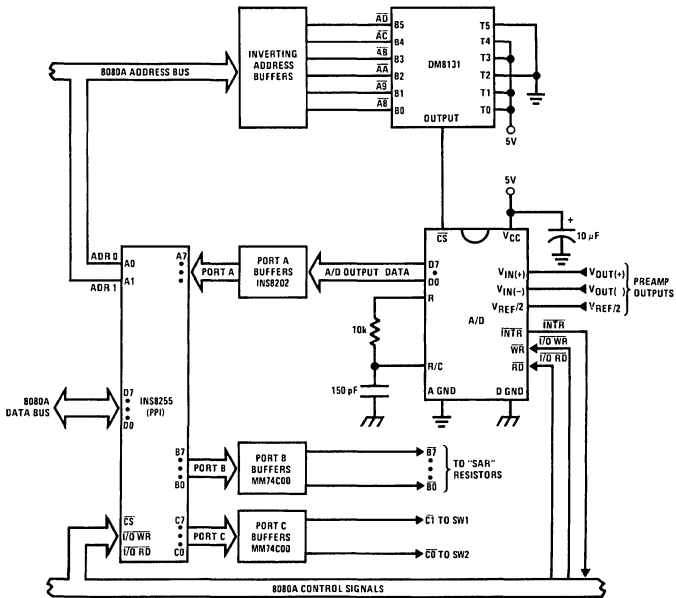 8080A ADDRESS BUS
INVERTING
ADDRESS
BUFFERS
AD
AC
AB
AA
A9
A8
B5
B4
B3
B2
B1
B0
DM8131
OUTPUT
T5
T4
T3
T2
T1
T0
5V
5V
+
10 µF
CS
VCC
D7
D0
R
R/C
A GND
D GND
A/D
VIN(+)
VIN(−)
VREF/2
INTR
WR
RD
VOUT(+)
VOUT( )
VREF/2
PREAMP
OUTPUTS
INTR
I/O WR
I/O RD
10k
150 pF
A/D OUTPUT DATA
PORT A
BUFFERS
INS8202
PORT A
ADR 0
ADR 1
A0
A1
A7
8080A
DATA BUS
D7
D0
INS8255
(PPI)
B7
B0
PORT B
PORT B
BUFFERS
MM74C00
B7
B0
TO "SAR"
RESISTORS
CS
I/O WR
I/O RD
C7
C0
PORT C
PORT C
BUFFERS
MM74C00
C1 TO SW1
C0 TO SW2
8080A CONTROL SIGNALS